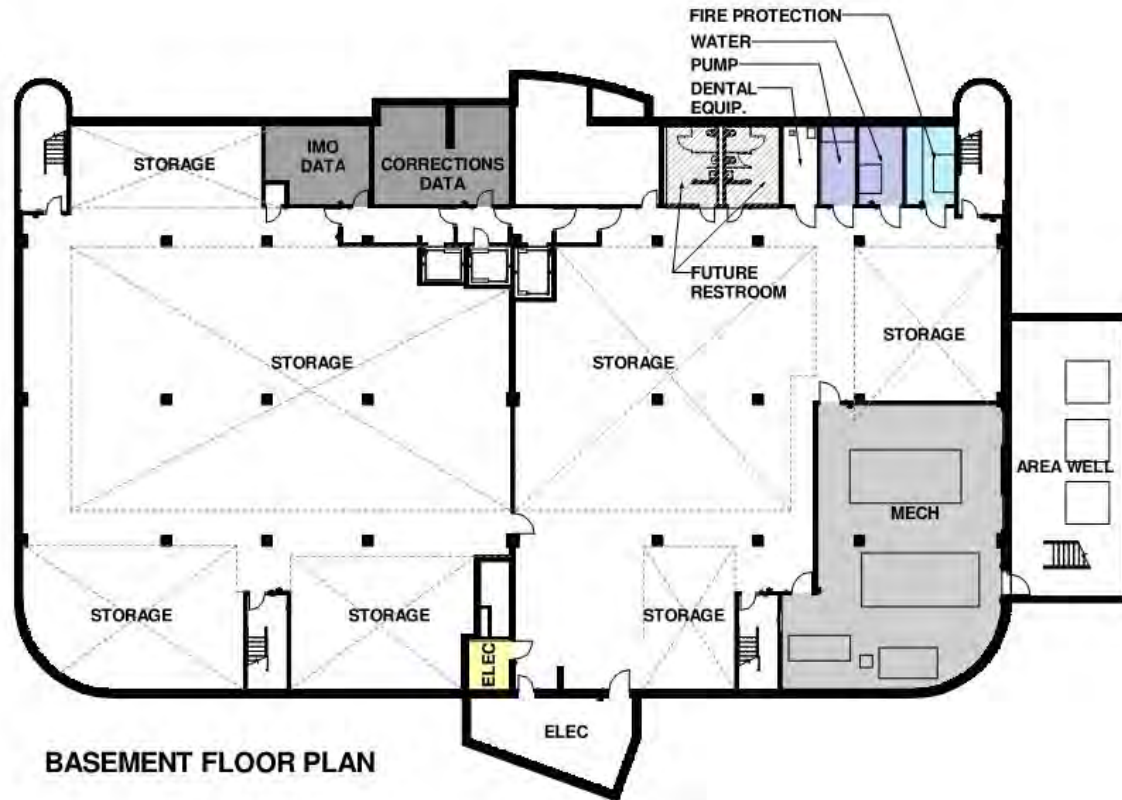 FIRE PROTECTION
WATER
PUMP
DENTAL
EQUIP.
STORAGE
IMO
DATA
CORRECTIONS
DATA
FUTURE
RESTROOM
STORAGE
STORAGE
STORAGE
AREA WELL
MECH
STORAGE
STORAGE
STORAGE
ELEC
ELEC
BASEMENT FLOOR PLAN